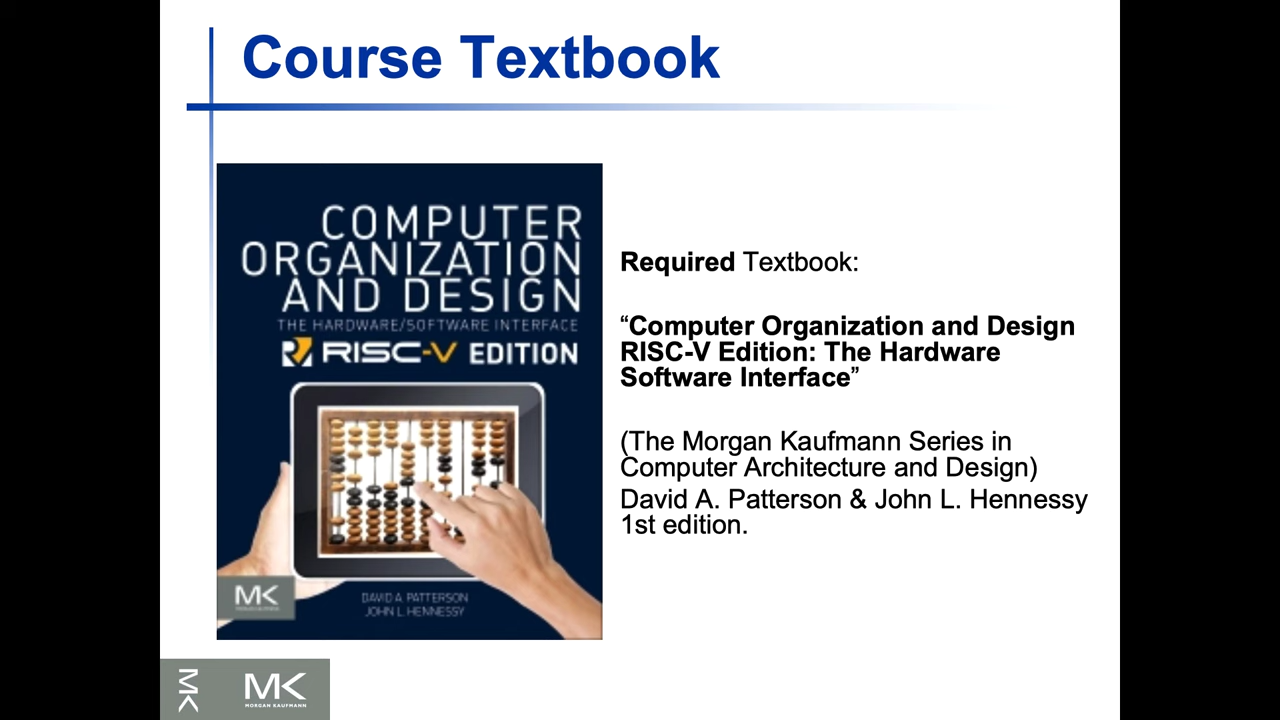 Course Textbook
COMPUTER
ORGANIZATION
AND DESIGN
THE HARDWARE/SOFTWARE INTERFACE
RISC-V EDITION
MK
DAVID A. PATTERSON
JOHN L. HENNESSY
Required Textbook:
“Computer Organization and Design
RISC-V Edition: The Hardware
Software Interface”
(The Morgan Kaufmann Series in
Computer Architecture and Design)
David A. Patterson & John L. Hennessy
1st edition.
MK
MK
MORGAN KAUFMANN